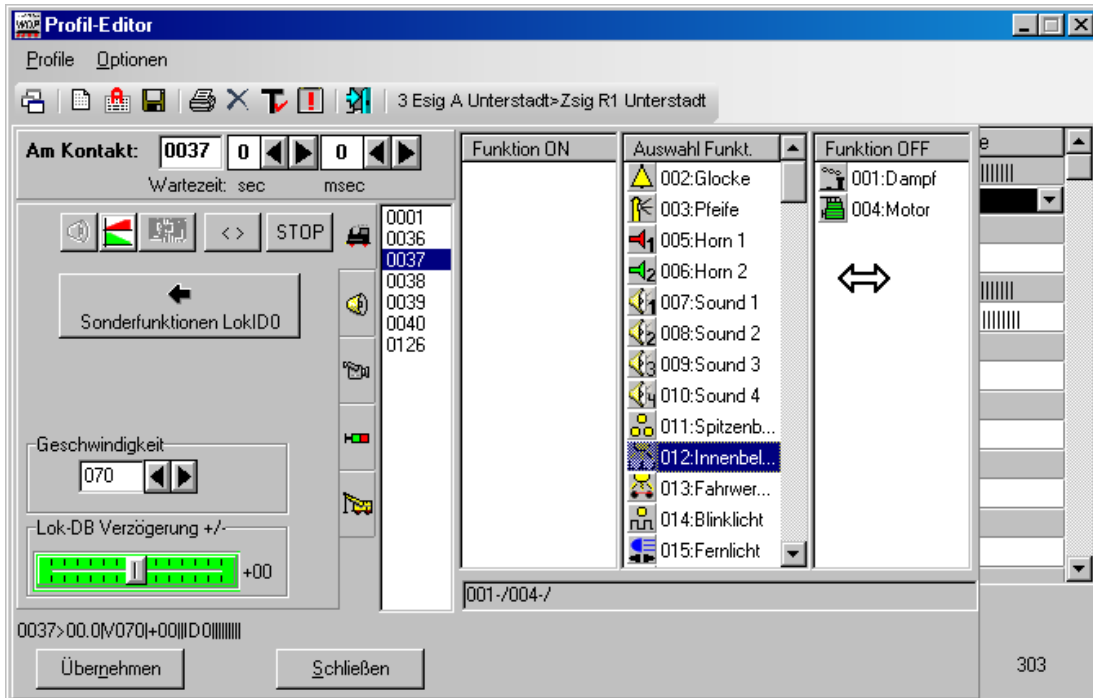 Profil-Editor
Profile Optionen
3 Esig A Unterstadt>Zsig R1 Unterstadt
Am Kontakt: 0037 0 0
Wartezeit: sec msec
< > STOP
Sonderfunktionen LokID0
Geschwindigkeit
070
Lok-DB Verzögerung +/-
+00
0001
0036
0037
0038
0039
0040
0126
Funktion ON
Auswahl Funkt.
002:Glocke
003:Pfeife
005:Horn 1
006:Horn 2
007:Sound 1
008:Sound 2
009:Sound 3
010:Sound 4
011:Spitzenb...
012:Innenbel...
013:Fahrwer...
014:Blinklicht
015:Fernlicht
Funktion OFF
001:Dampf
004:Motor
e
001-/004-/
0037>00.0|V070|+00|||D0||||||||
Übernehmen Schließen
303